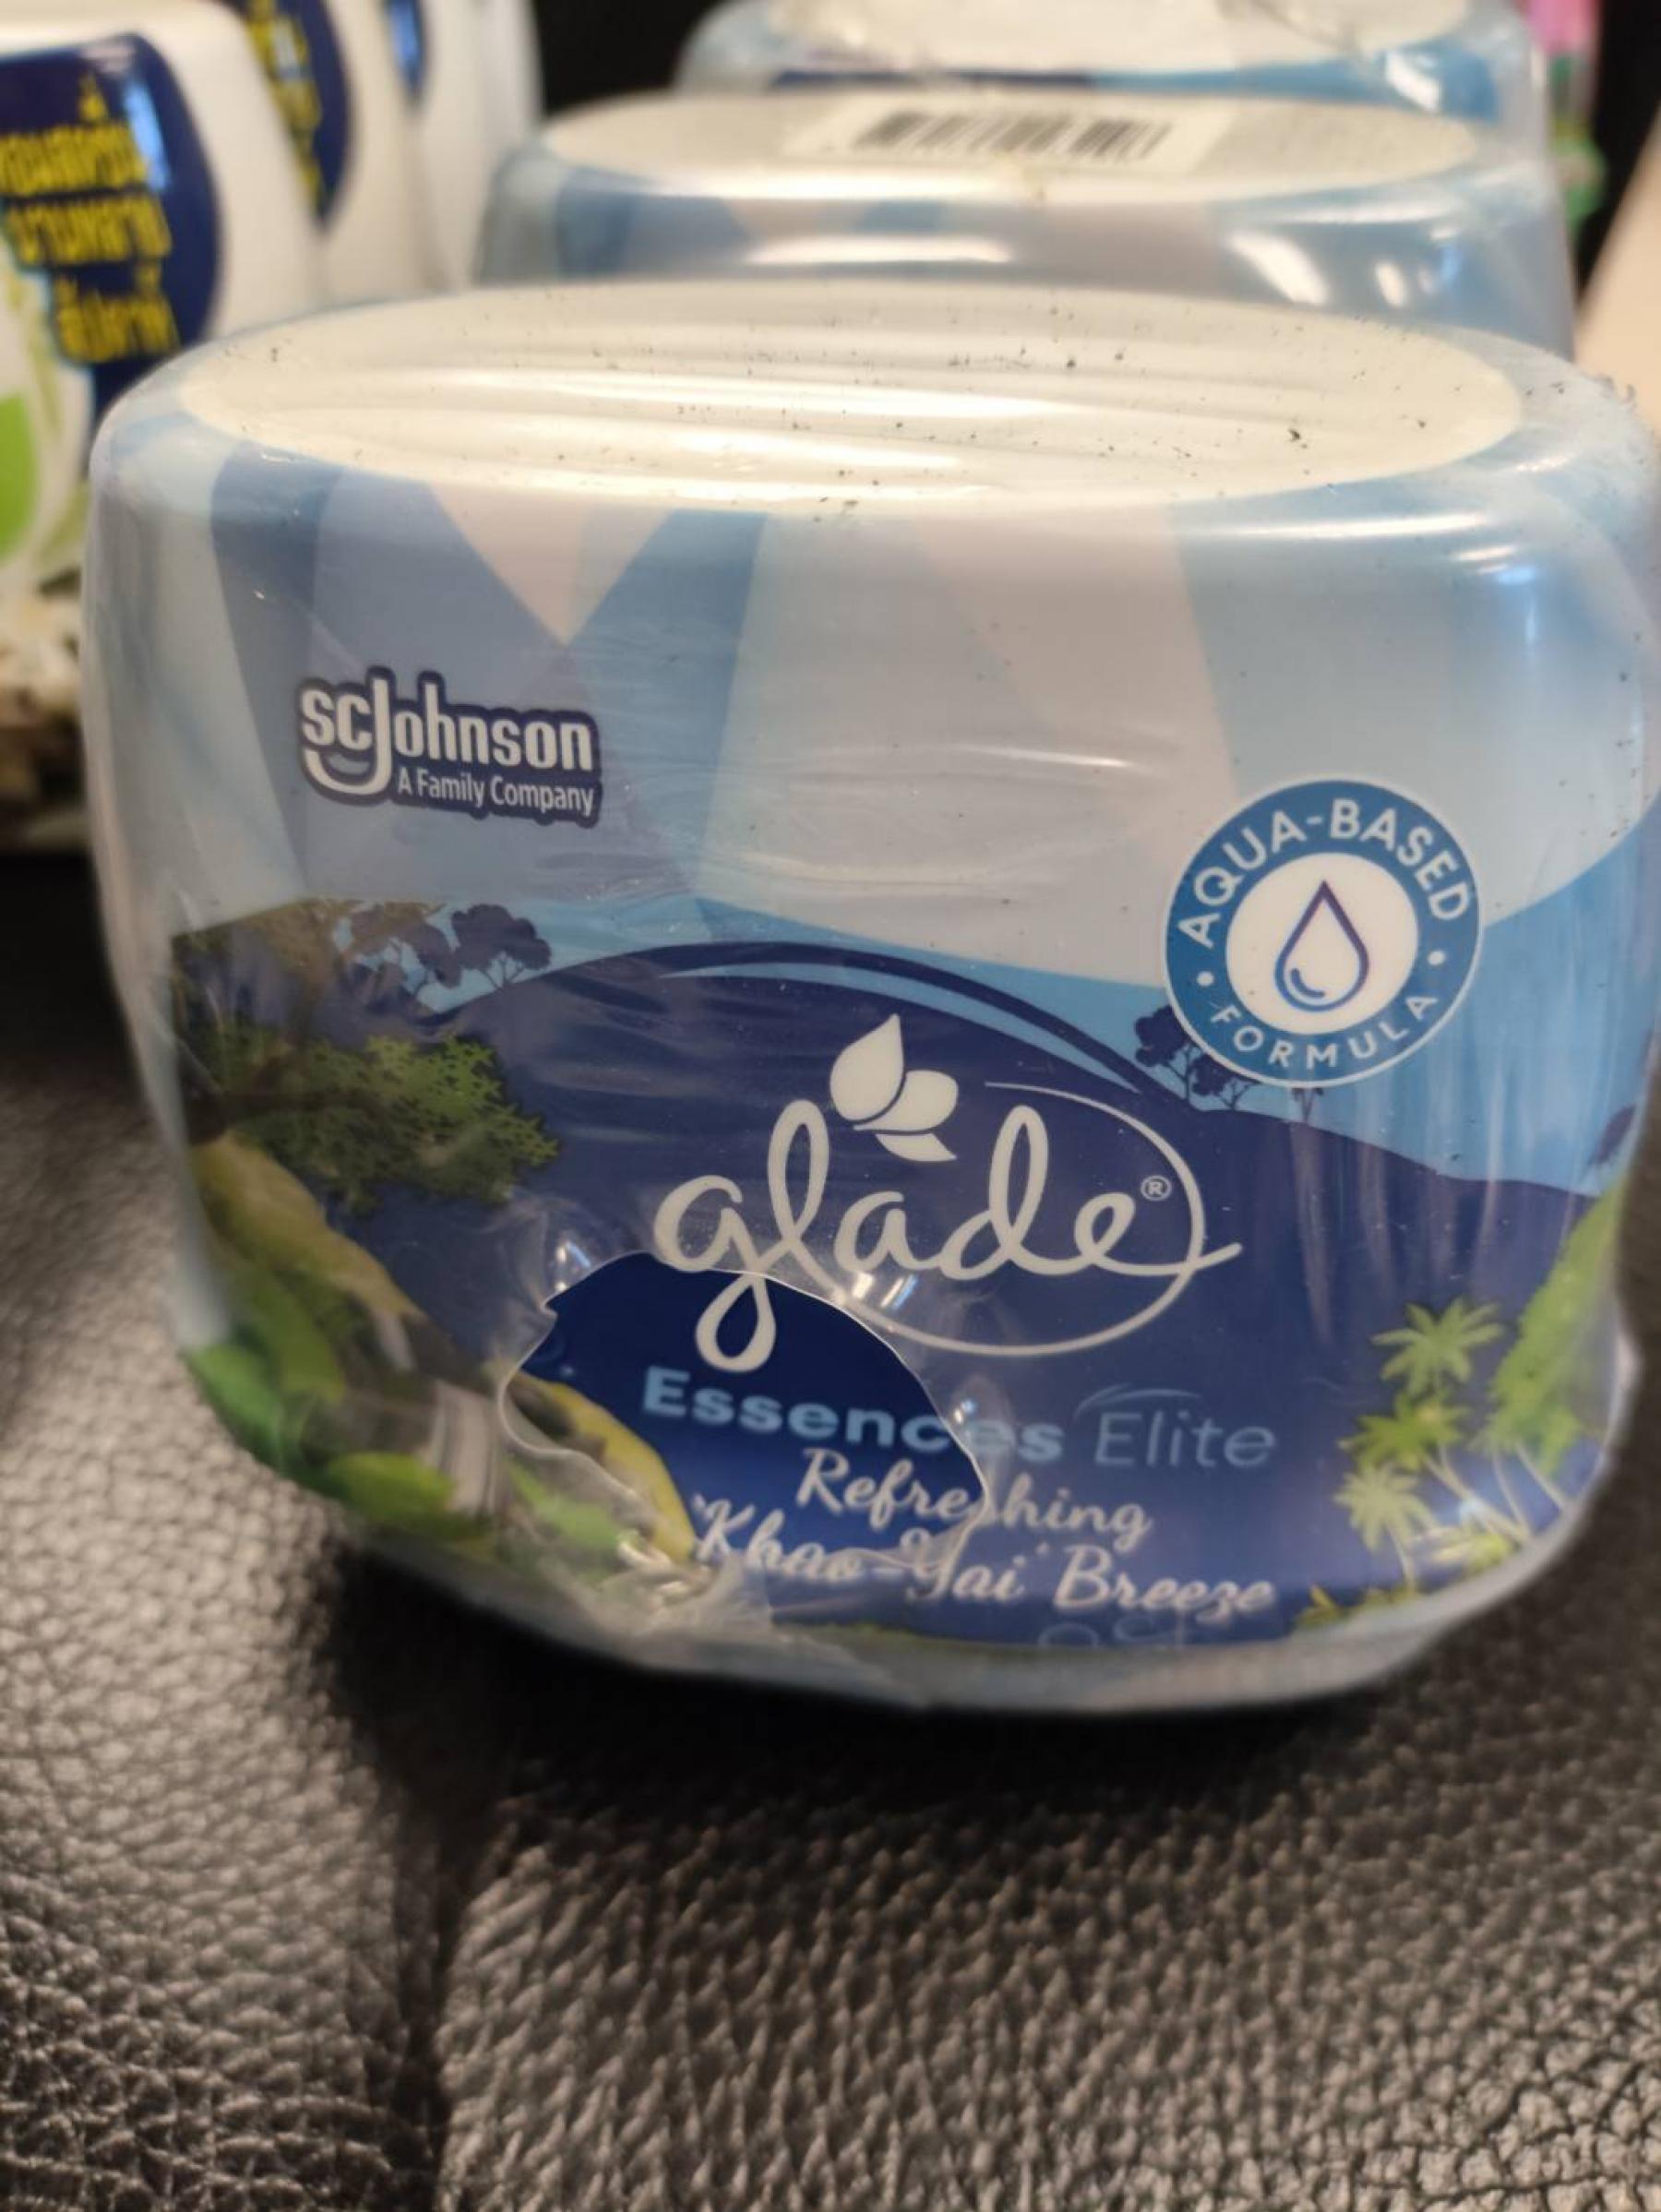 scJohnson
A Family Company
AQUA-BASED
FORMULA
glade®
Essences Elite
Refreshing
'Khao-Yai' Breeze